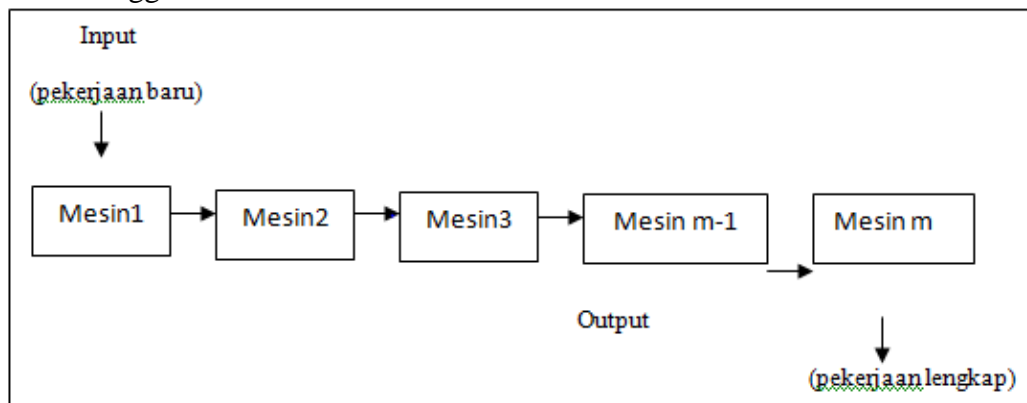 Input
(pekerjaan baru)
Mesin1
Mesin2
Mesin3
Mesin m-1
Mesin m
Output
(pekerjaan lengkap)